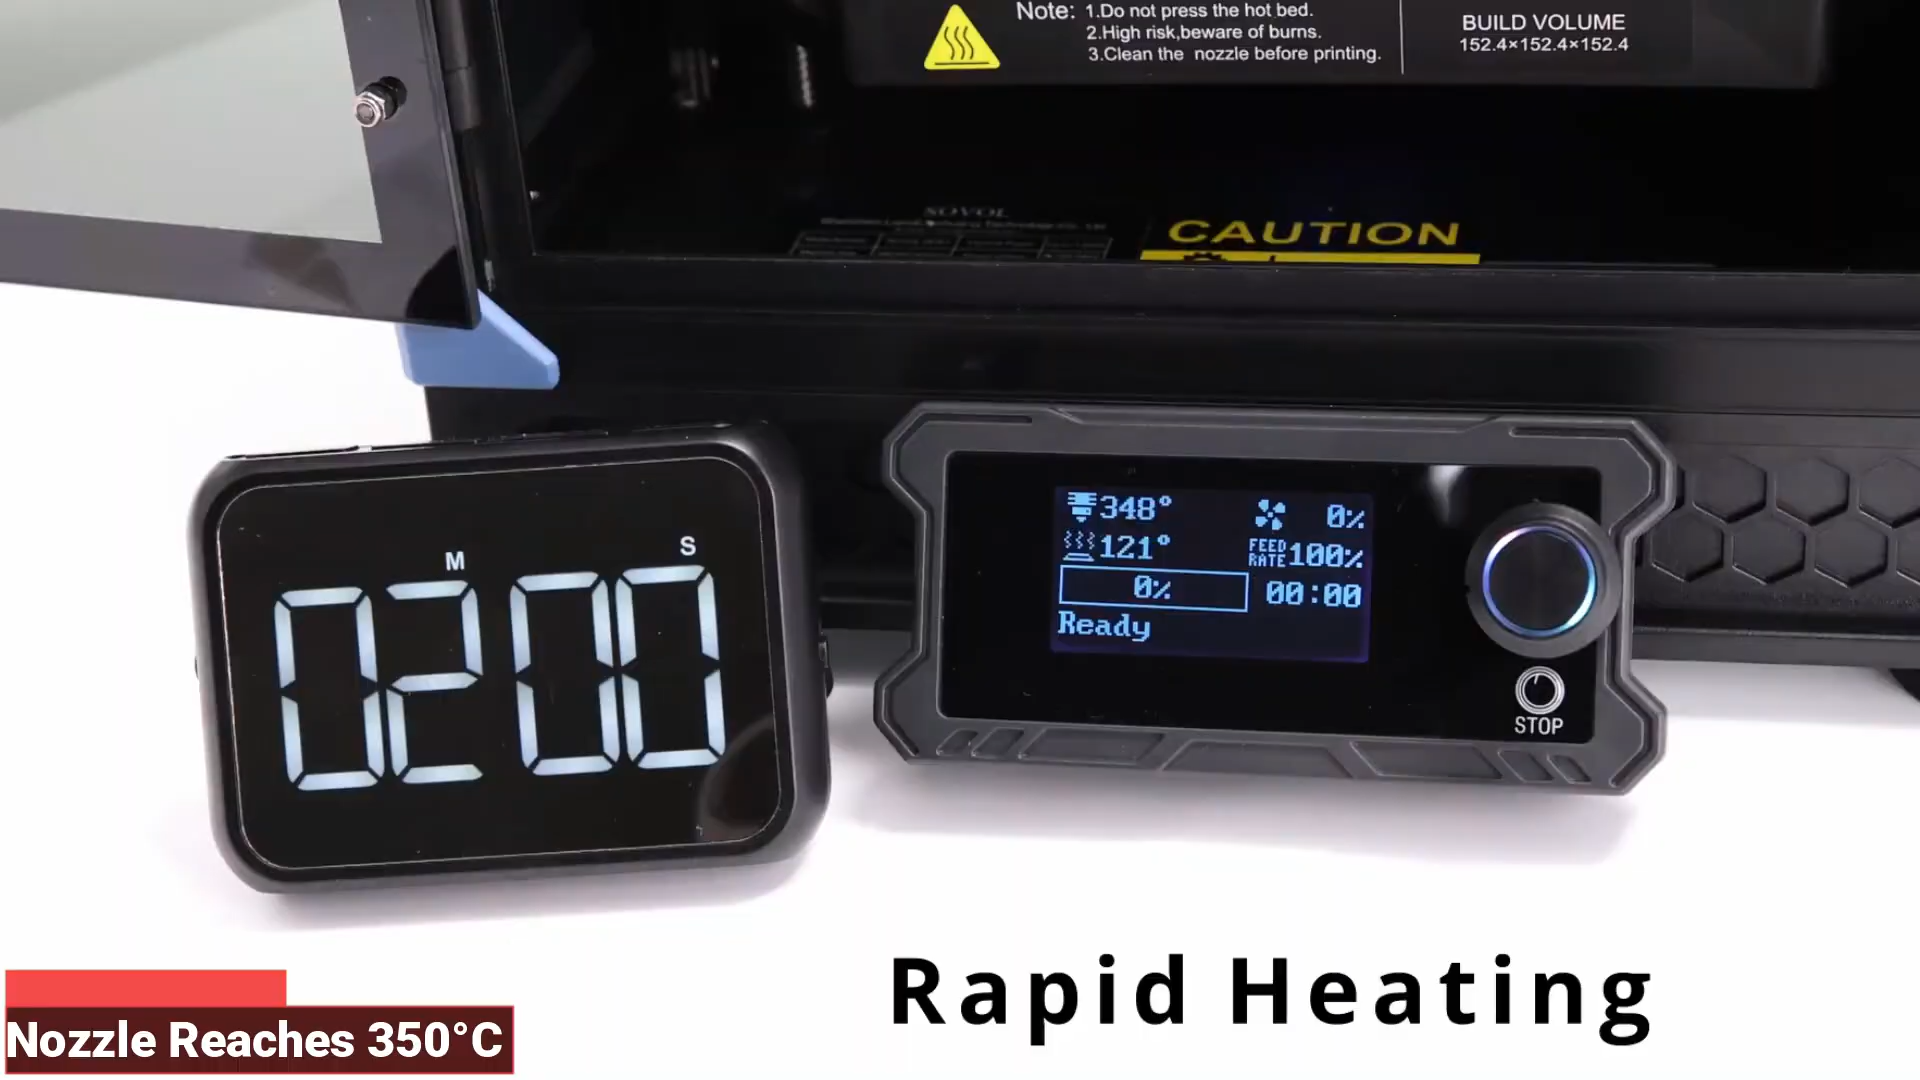 Note: 1.Do not press the hot bed.
2.High risk,beware of burns.
3.Clean the nozzle before printing.
BUILD VOLUME
152.4×152.4×152.4
SOVOL
CAUTION
M S
02 00
348° 0%
121° FEED RATE 100%
0% 00:00
Ready
STOP
Rapid Heating
Nozzle Reaches 350°C